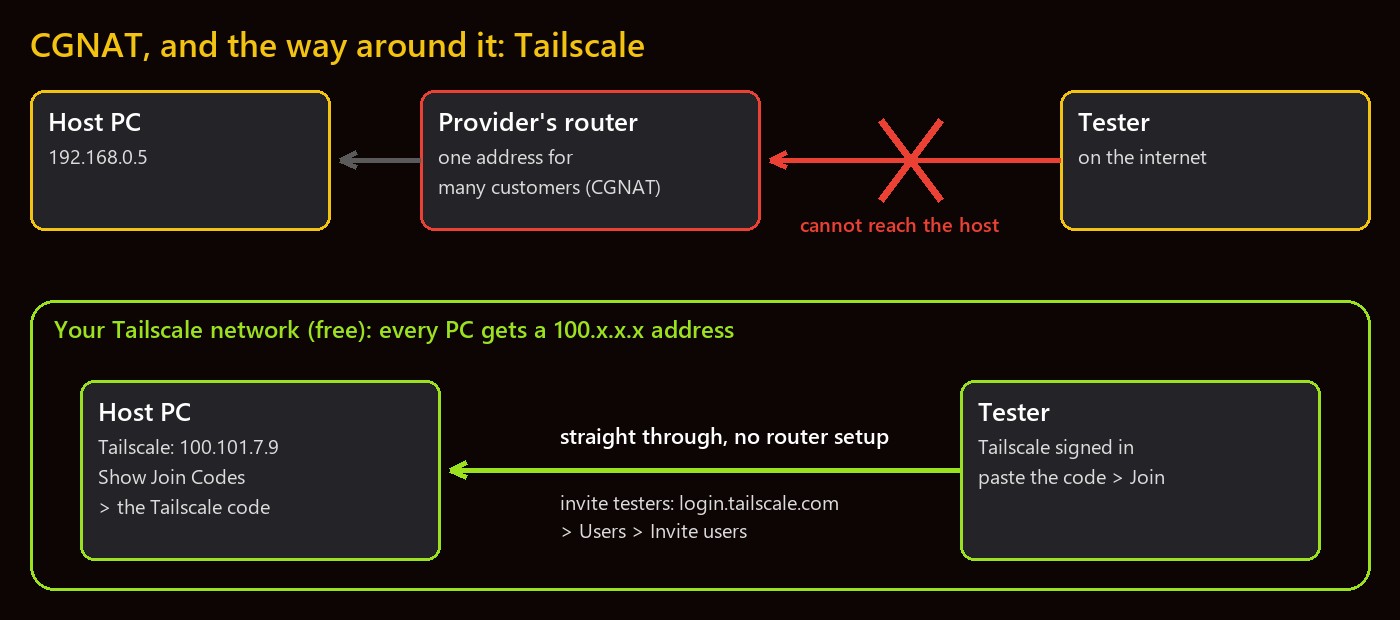 CGNAT, and the way around it: Tailscale
Host PC
192.168.0.5
Provider's router
one address for
many customers (CGNAT)
cannot reach the host
Tester
on the internet
Your Tailscale network (free): every PC gets a 100.x.x.x address
Host PC
Tailscale: 100.101.7.9
Show Join Codes
> the Tailscale code
straight through, no router setup
invite testers: login.tailscale.com
> Users > Invite users
Tester
Tailscale signed in
paste the code > Join